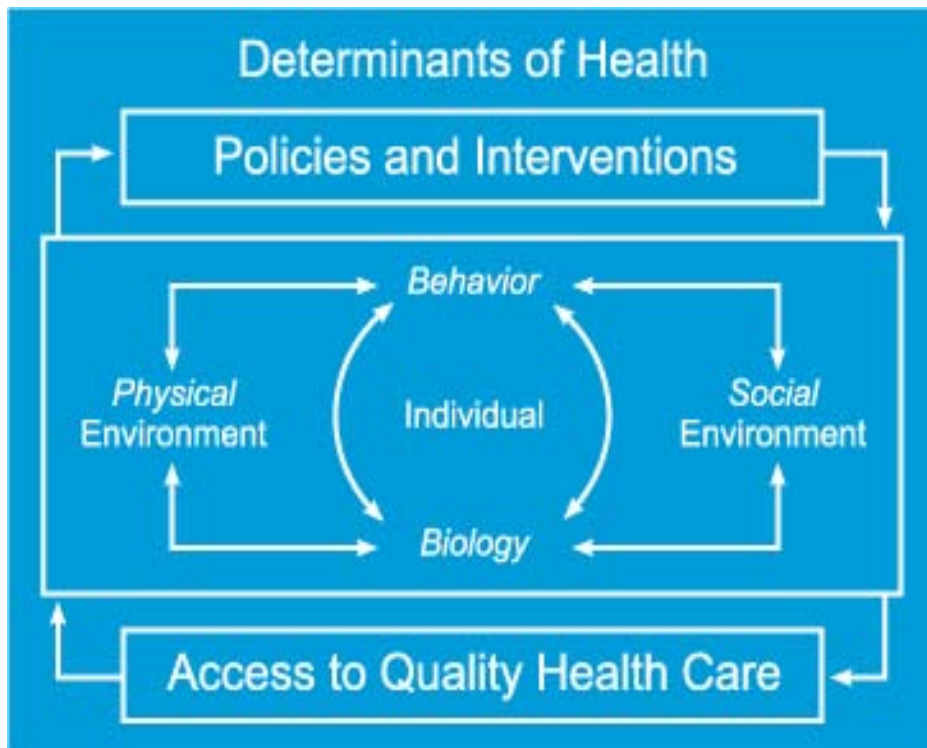 Determinants of Health
Policies and Interventions
Behavior
Physical
Environment
Individual
Social
Environment
Biology
Access to Quality Health Care